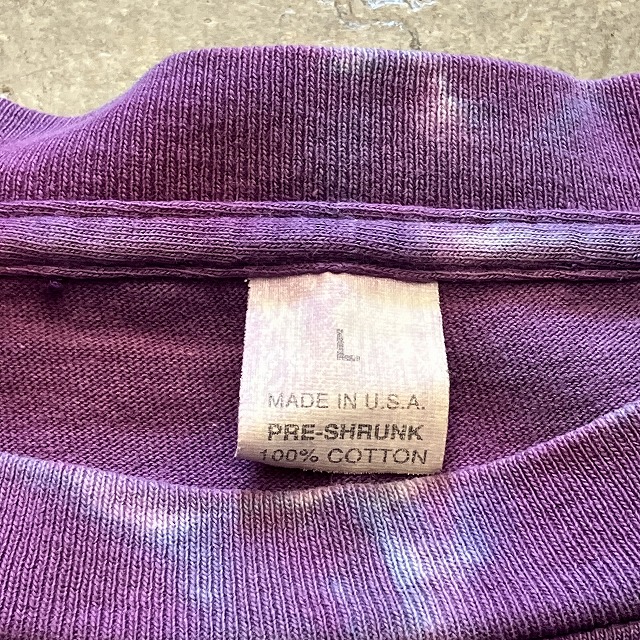 L
MADE IN U.S.A.
PRE-SHRUNK
100% COTTON